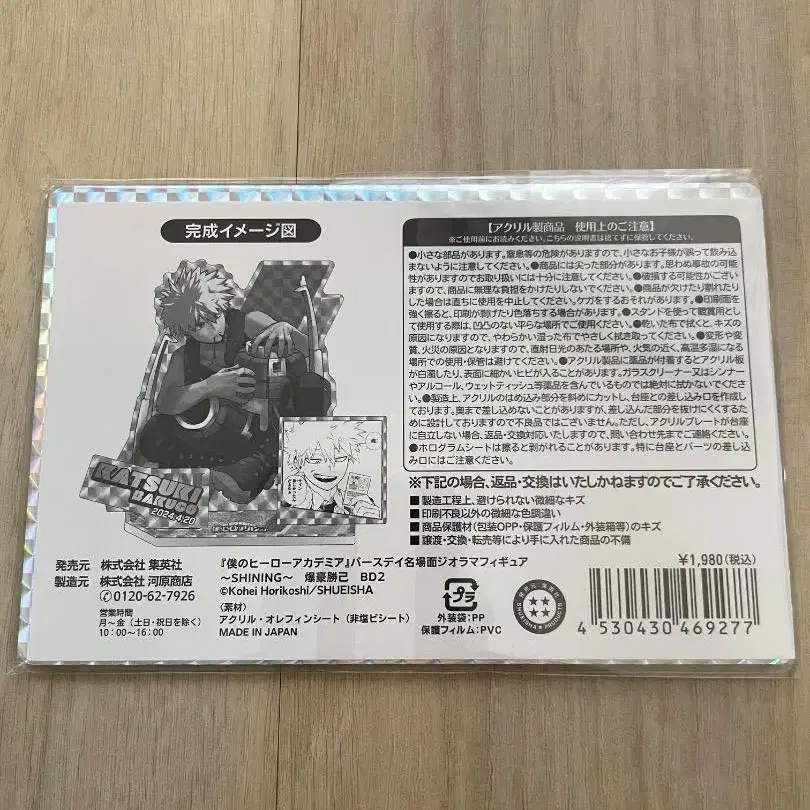 完成イメージ図
KATSUKI
BAKUGO
2024.4.20
【アクリル製商品　使用上のご注意】
※ご使用前にお読みください。こちらの説明書は捨てずに保管してください。
●小さな部品があります。窒息等の危険がありますので、小さなお子様が誤って飲み込
まないように注意してください。●商品には尖った部分があります。思わぬ事故の可能
性がありますのでお取り扱いには十分に注意してください。●破損する可能性がござい
ますので、商品に無理な負担をかけたりしないでください。●商品が欠けたり割れたり
した場合は直ちに使用を中止してください。ケガをするおそれがあります。●印刷面を
強く擦ると、印刷が剥げたり色落ちする場合があります。●スタンドを使って観賞用とし
て使用する際は、凹凸のない平らな場所でご使用ください。●乾いた布で拭くと、キズの
原因になりますので、やわらかい湿った布でやさしく拭き取ってください。●変形や変
質、火災の原因となりますので、直射日光のあたる場所や、火気の近く、高温多湿になる
場所での使用・保管は避けてください。●アクリル製品に薬品が付着するとアクリル板
が白濁したり、表面に細かいヒビが入ることがあります。ガラスクリーナー又はシンナー
やアルコール、ウェットティッシュ等薬品を含んでいるものでは絶対に拭かないでくださ
い。●製造上、アクリルのはめ込み部分を斜めにカットし、台座との差し込み口を作成し
ております。奥まで差し込めないことがありますが、差し込んだ部分を抜けにくくするた
めに設計しておりますので不良品ではございません。ただし、アクリルプレートが台座
に自立しない場合、返品・交換対応いたしますので、問い合わせ先までご連絡ください。
●ホログラムシートは擦ると剥がれることがあります。特に台座とパーツの差し込
み口にはご注意ください。
※下記の場合、返品・交換はいたしかねますのでご了承ください。
■製造工程上、避けられない微細なキズ
■印刷不良以外の微細な色調違い
■商品保護材(包装OPP・保護フィルム・外装箱等)のキズ
■譲渡・交換・転売等により手に入れた商品の不備
発売元　株式会社 集英社
製造元　株式会社 河原商店
✆0120-62-7926
営業時間
月～金（土日・祝日を除く）
10：00～16：00
『僕のヒーローアカデミア』バースデイ名場面ジオラマフィギュア
～SHINING～　爆豪勝己　BD2
©Kohei Horikoshi/SHUEISHA
〈素材〉
アクリル・オレフィンシート（非塩ビシート）
MADE IN JAPAN
プラ
外装袋：PP
保護フィルム：PVC
発売元 集英社
SHUEISHA PRODUCTS
¥1,980(税込)
4 530430 469277